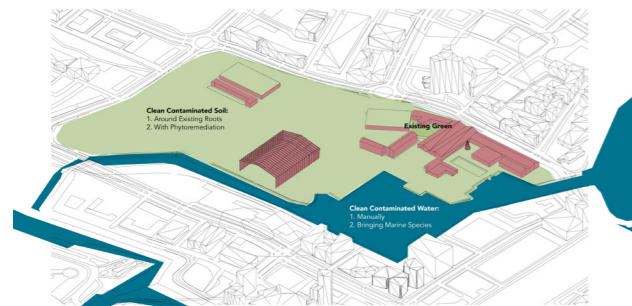 Clean Contaminated Soil:
1. Around Existing Roots
2. With Phytoremediation
Existing Green
Clean Contaminated Water:
1. Manually
2. Bringing Marine Species